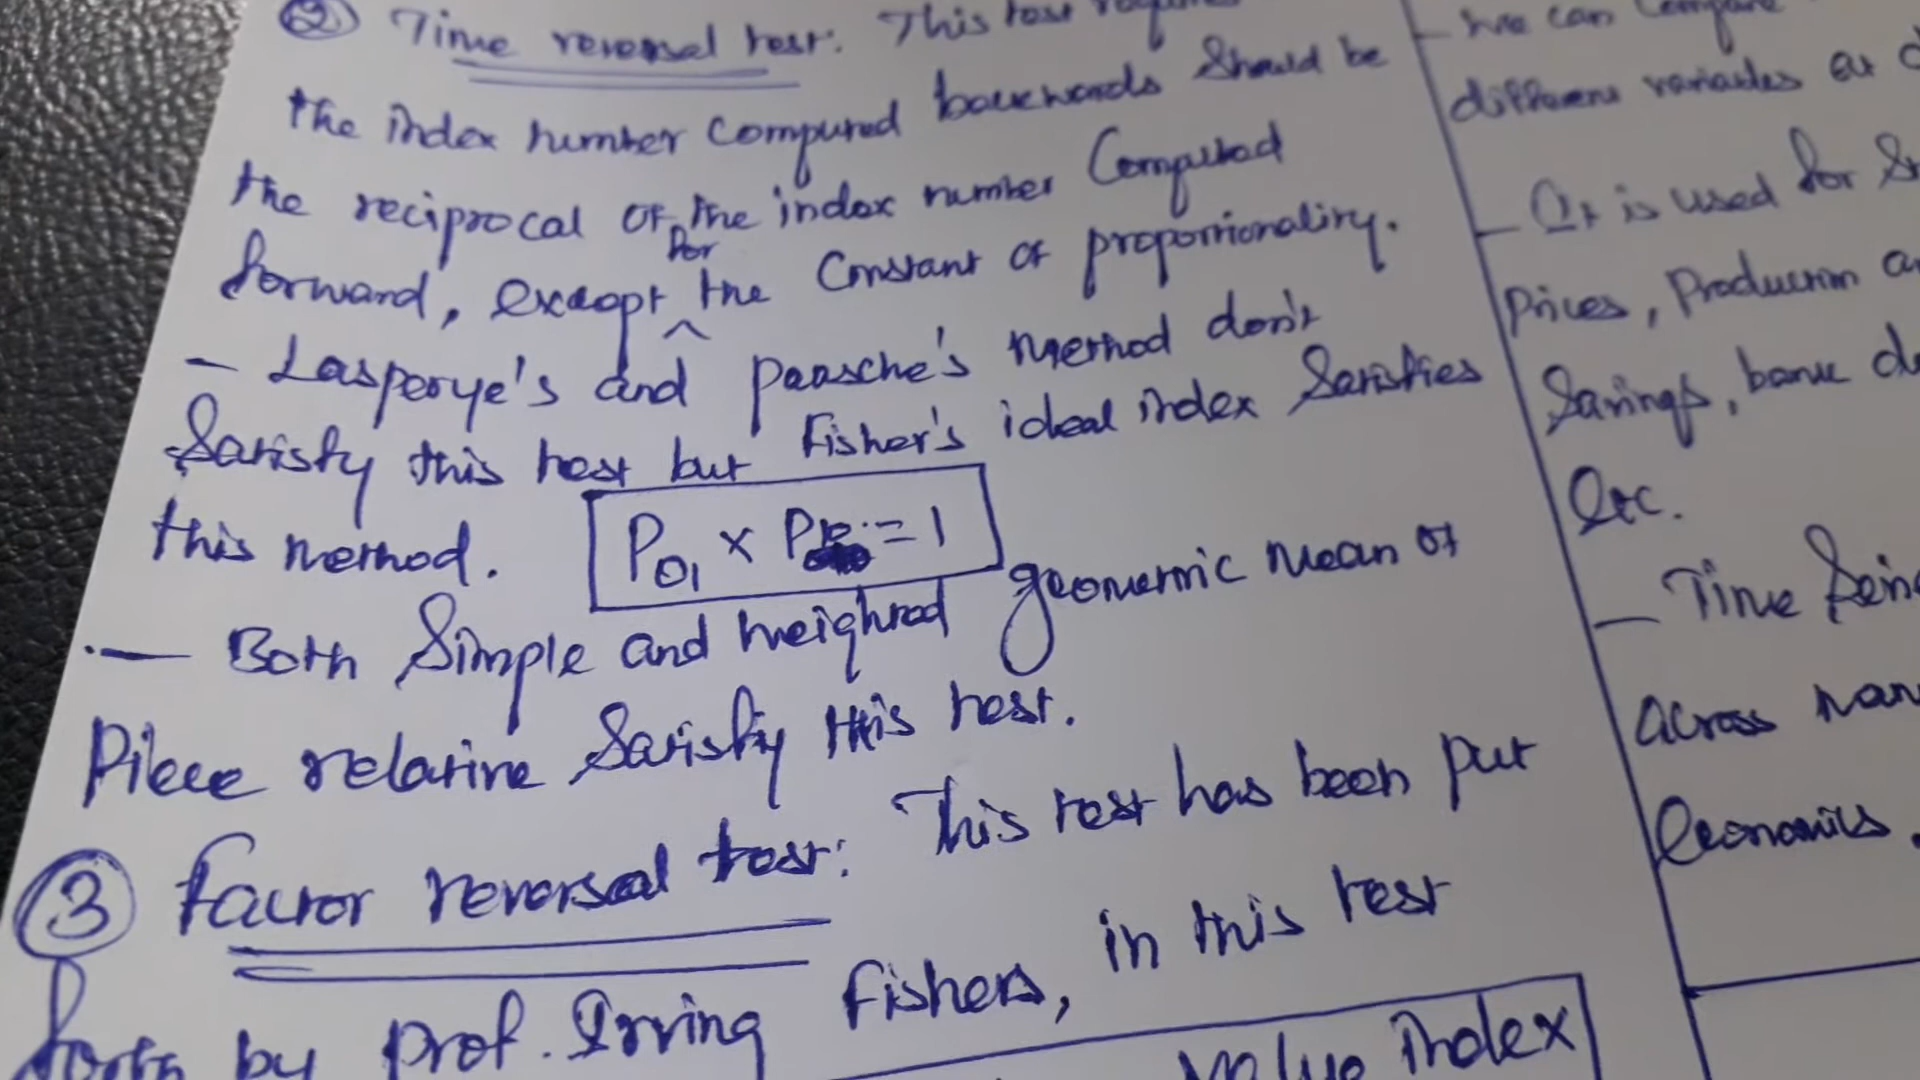 ② Time reversal test: This test
the index number computed backwards should be
the reciprocal of the index number Computed
forward, except for the Constant of proportionality.
- Lasperye's and paasche's method don't
Satisfy this test but Fisher's ideal index Satisfies
this method. P01 x P = 1
- Both Simple and weighted geometric mean of
relative Satisfy this test.
③ Factor reversal test: This test has been put
forth by prof. Irving Fishers, in this test
Value index
- we can Compare
different variables at
- It is used for
Prices, Production
Savings, bank
etc.
- Time
Across
Economics.